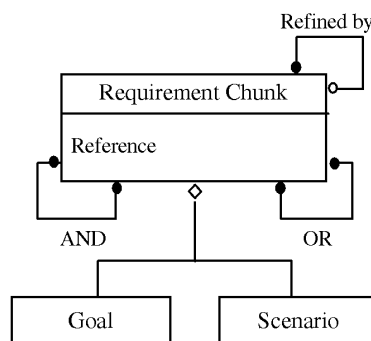 Refined by
Requirement Chunk
Reference
AND
OR
Goal
Scenario